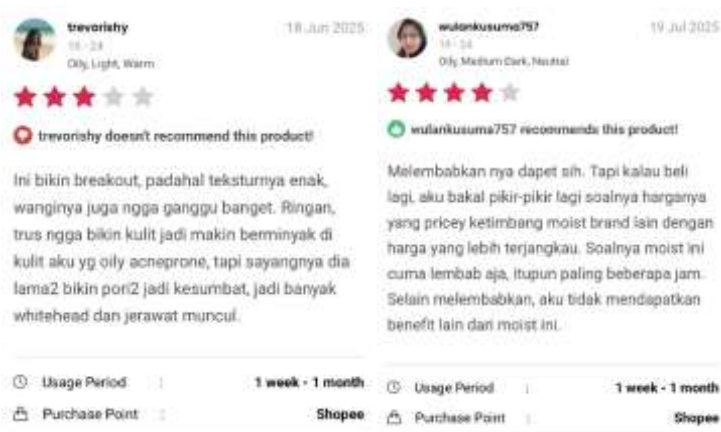 trevorishy
18 Jun 2025
19 - 24
Oily, Light, Warm
trevorishy doesn't recommend this product!
Ini bikin breakout, padahal teksturnya enak,
wanginya juga ngga ganggu banget. Ringan,
trus ngga bikin kulit jadi makin berminyak di
kulit aku yg oily acneprone, tapi sayangnya dia
lama2 bikin pori2 jadi kesumbat, jadi banyak
whitehead dan jerawat muncul.
Usage Period :
1 week - 1 month
Purchase Point :
Shopee
wulankusuma757
19 Jul 2025
19 - 24
Oily, Medium Dark, Neutral
wulankusuma757 recommends this product!
Melembabkan nya dapet sih. Tapi kalau beli
lagi, aku bakal pikir-pikir lagi soalnya harganya
yang pricey ketimbang moist brand lain dengan
harga yang lebih terjangkau. Soalnya moist ini
cuma lembab aja, itupun paling beberapa jam.
Selain melembabkan, aku tidak mendapatkan
benefit lain dari moist ini.
Usage Period :
1 week - 1 month
Purchase Point :
Shopee